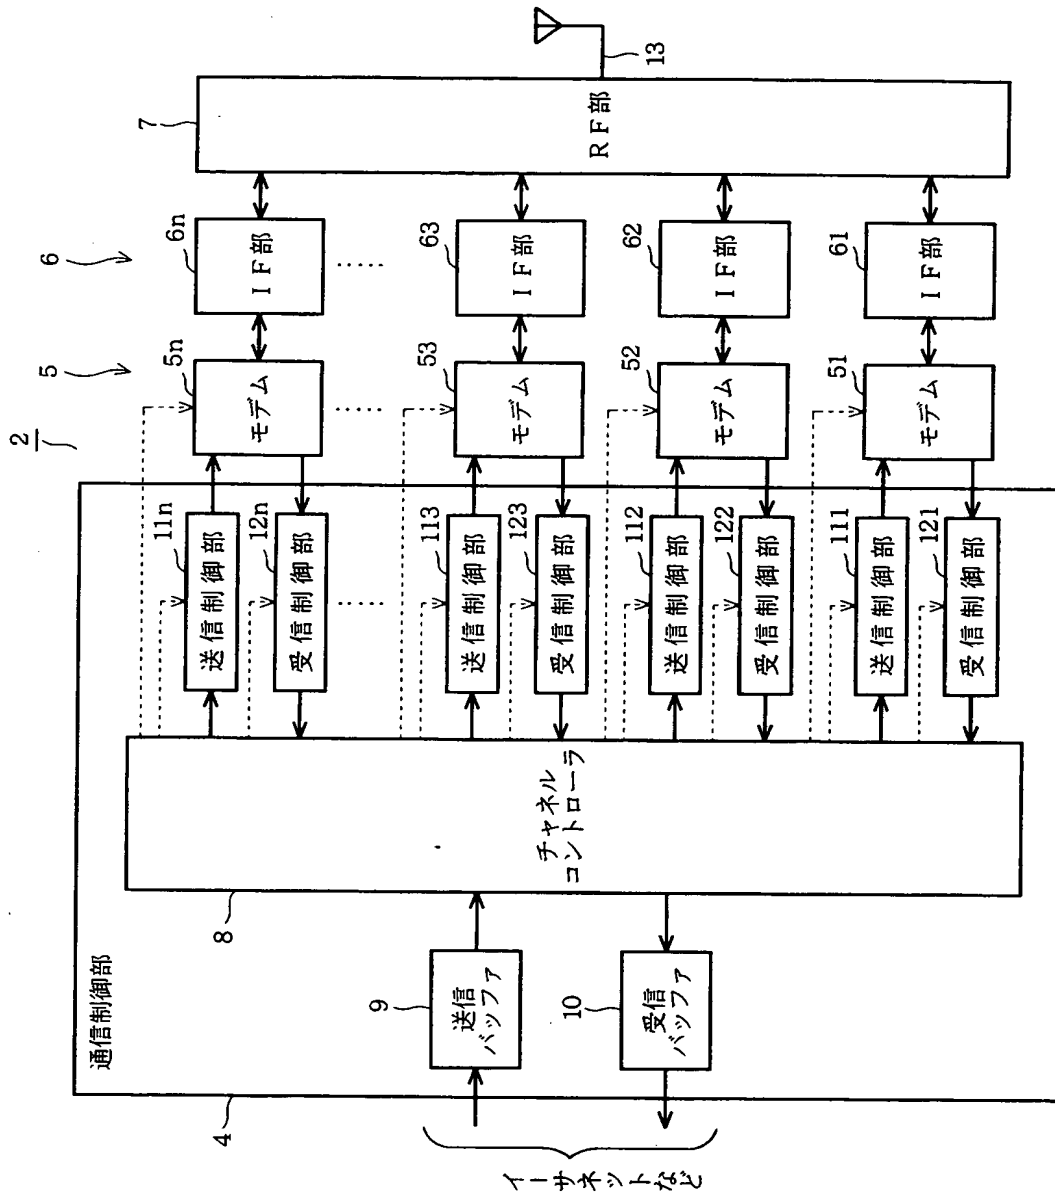 2
通信制御部
4
イーサネットなど
9
送信
バッファ
10
受信
バッファ
8
チャネル
コントローラ
11n
送信制御部
12n
受信制御部
.....
113
送信制御部
123
受信制御部
112
送信制御部
122
受信制御部
111
送信制御部
121
受信制御部
5
5n
モデム
.....
53
モデム
52
モデム
51
モデム
6
6n
IF部
.....
63
IF部
62
IF部
61
IF部
7
RF部
13